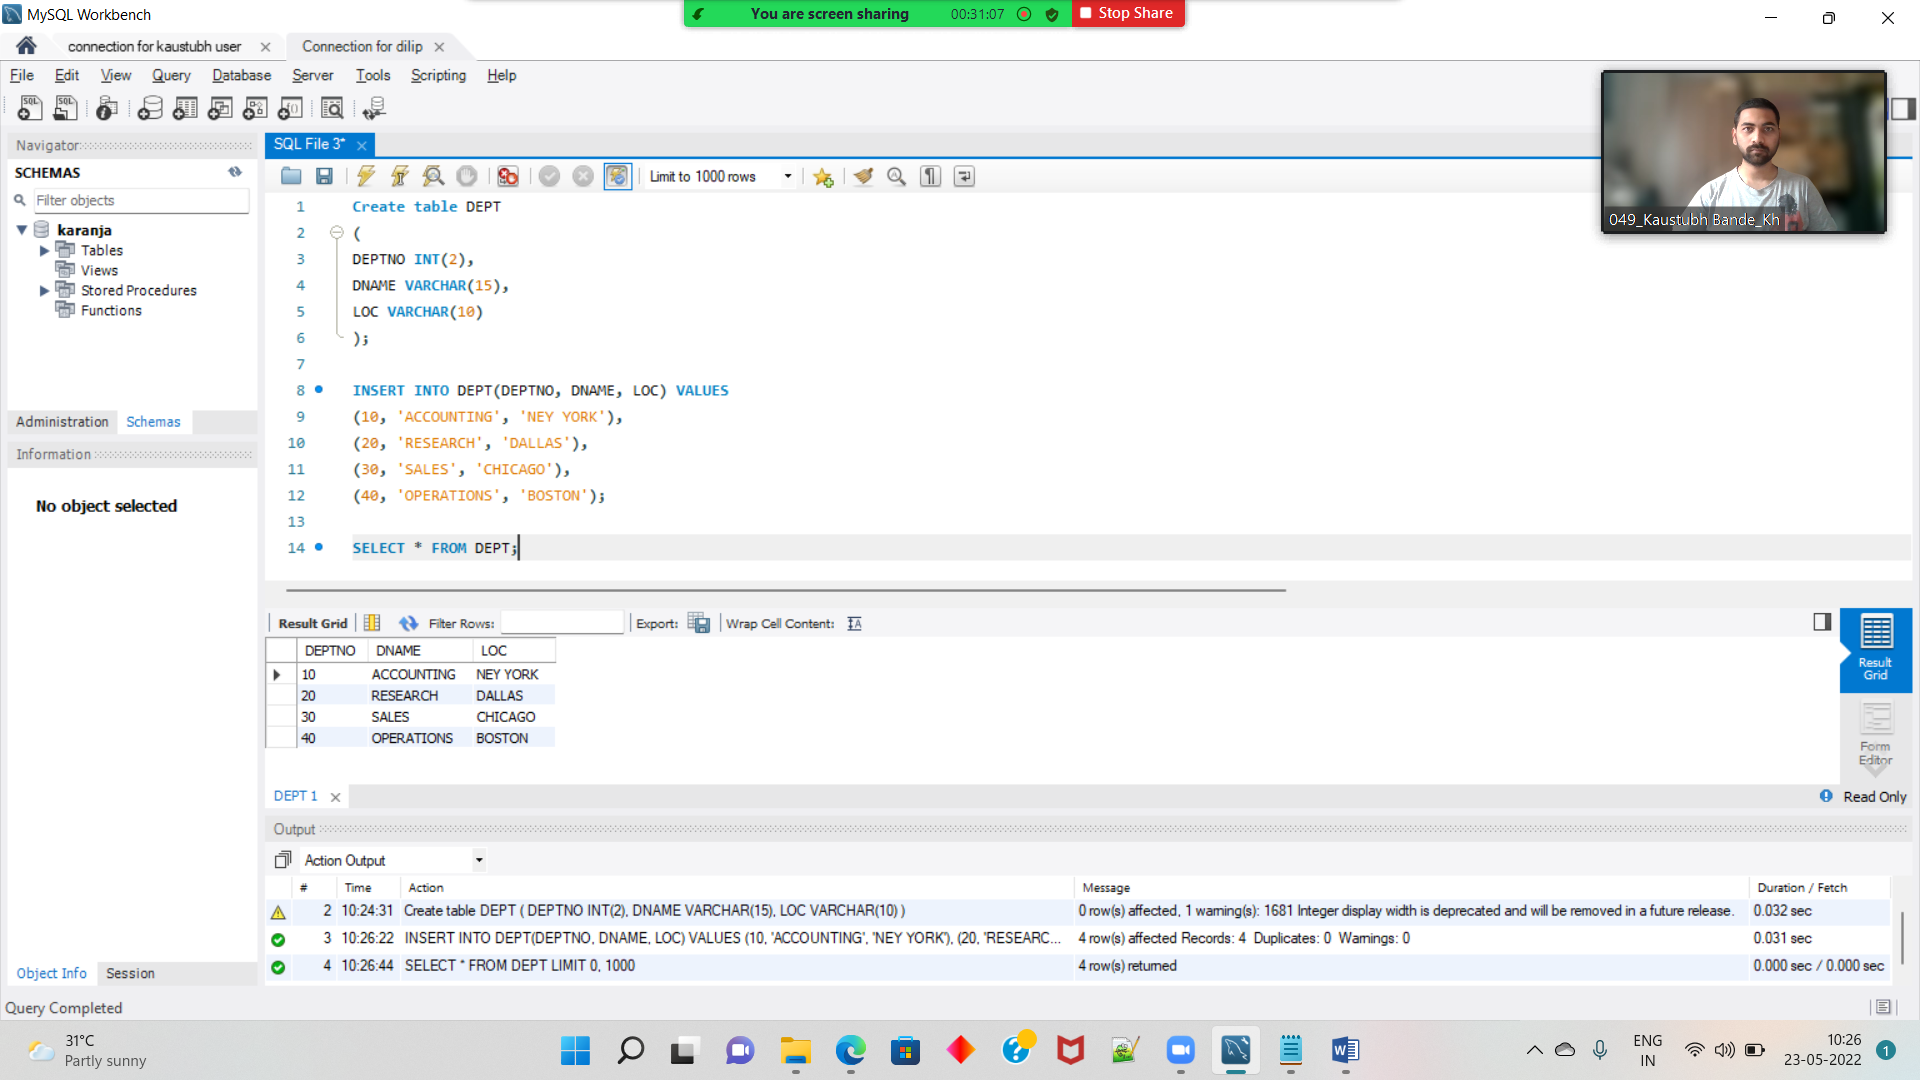 MySQL Workbench
You are screen sharing 00:31:07 Stop Share
connection for kaustubh user
Connection for dilip
File Edit View Query Database Server Tools Scripting Help
049_Kaustubh Bande_Kh
Navigator
SCHEMAS
Filter objects
karanja
Tables
Views
Stored Procedures
Functions
Administration Schemas
Information
No object selected
Object Info Session
SQL File 3*
Limit to 1000 rows
1 Create table DEPT
2 (
3 DEPTNO INT(2),
4 DNAME VARCHAR(15),
5 LOC VARCHAR(10)
6 );
7
8 INSERT INTO DEPT(DEPTNO, DNAME, LOC) VALUES
9 (10, 'ACCOUNTING', 'NEY YORK'),
10 (20, 'RESEARCH', 'DALLAS'),
11 (30, 'SALES', 'CHICAGO'),
12 (40, 'OPERATIONS', 'BOSTON');
13
14 SELECT * FROM DEPT;
Result Grid Filter Rows: Export: Wrap Cell Content:
DEPTNO DNAME LOC
10 ACCOUNTING NEY YORK
20 RESEARCH DALLAS
30 SALES CHICAGO
40 OPERATIONS BOSTON
Result
Grid
Form
Editor
DEPT 1
Read Only
Output
Action Output
# Time Action Message Duration / Fetch
2 10:24:31 Create table DEPT ( DEPTNO INT(2), DNAME VARCHAR(15), LOC VARCHAR(10) ) 0 row(s) affected, 1 warning(s): 1681 Integer display width is deprecated and will be removed in a future release. 0.032 sec
3 10:26:22 INSERT INTO DEPT(DEPTNO, DNAME, LOC) VALUES (10, 'ACCOUNTING', 'NEY YORK'), (20, 'RESEARC... 4 row(s) affected Records: 4 Duplicates: 0 Warnings: 0 0.031 sec
4 10:26:44 SELECT * FROM DEPT LIMIT 0, 1000 4 row(s) returned 0.000 sec / 0.000 sec
Query Completed
31°C
Partly sunny
ENG
IN
10:26
23-05-2022
1